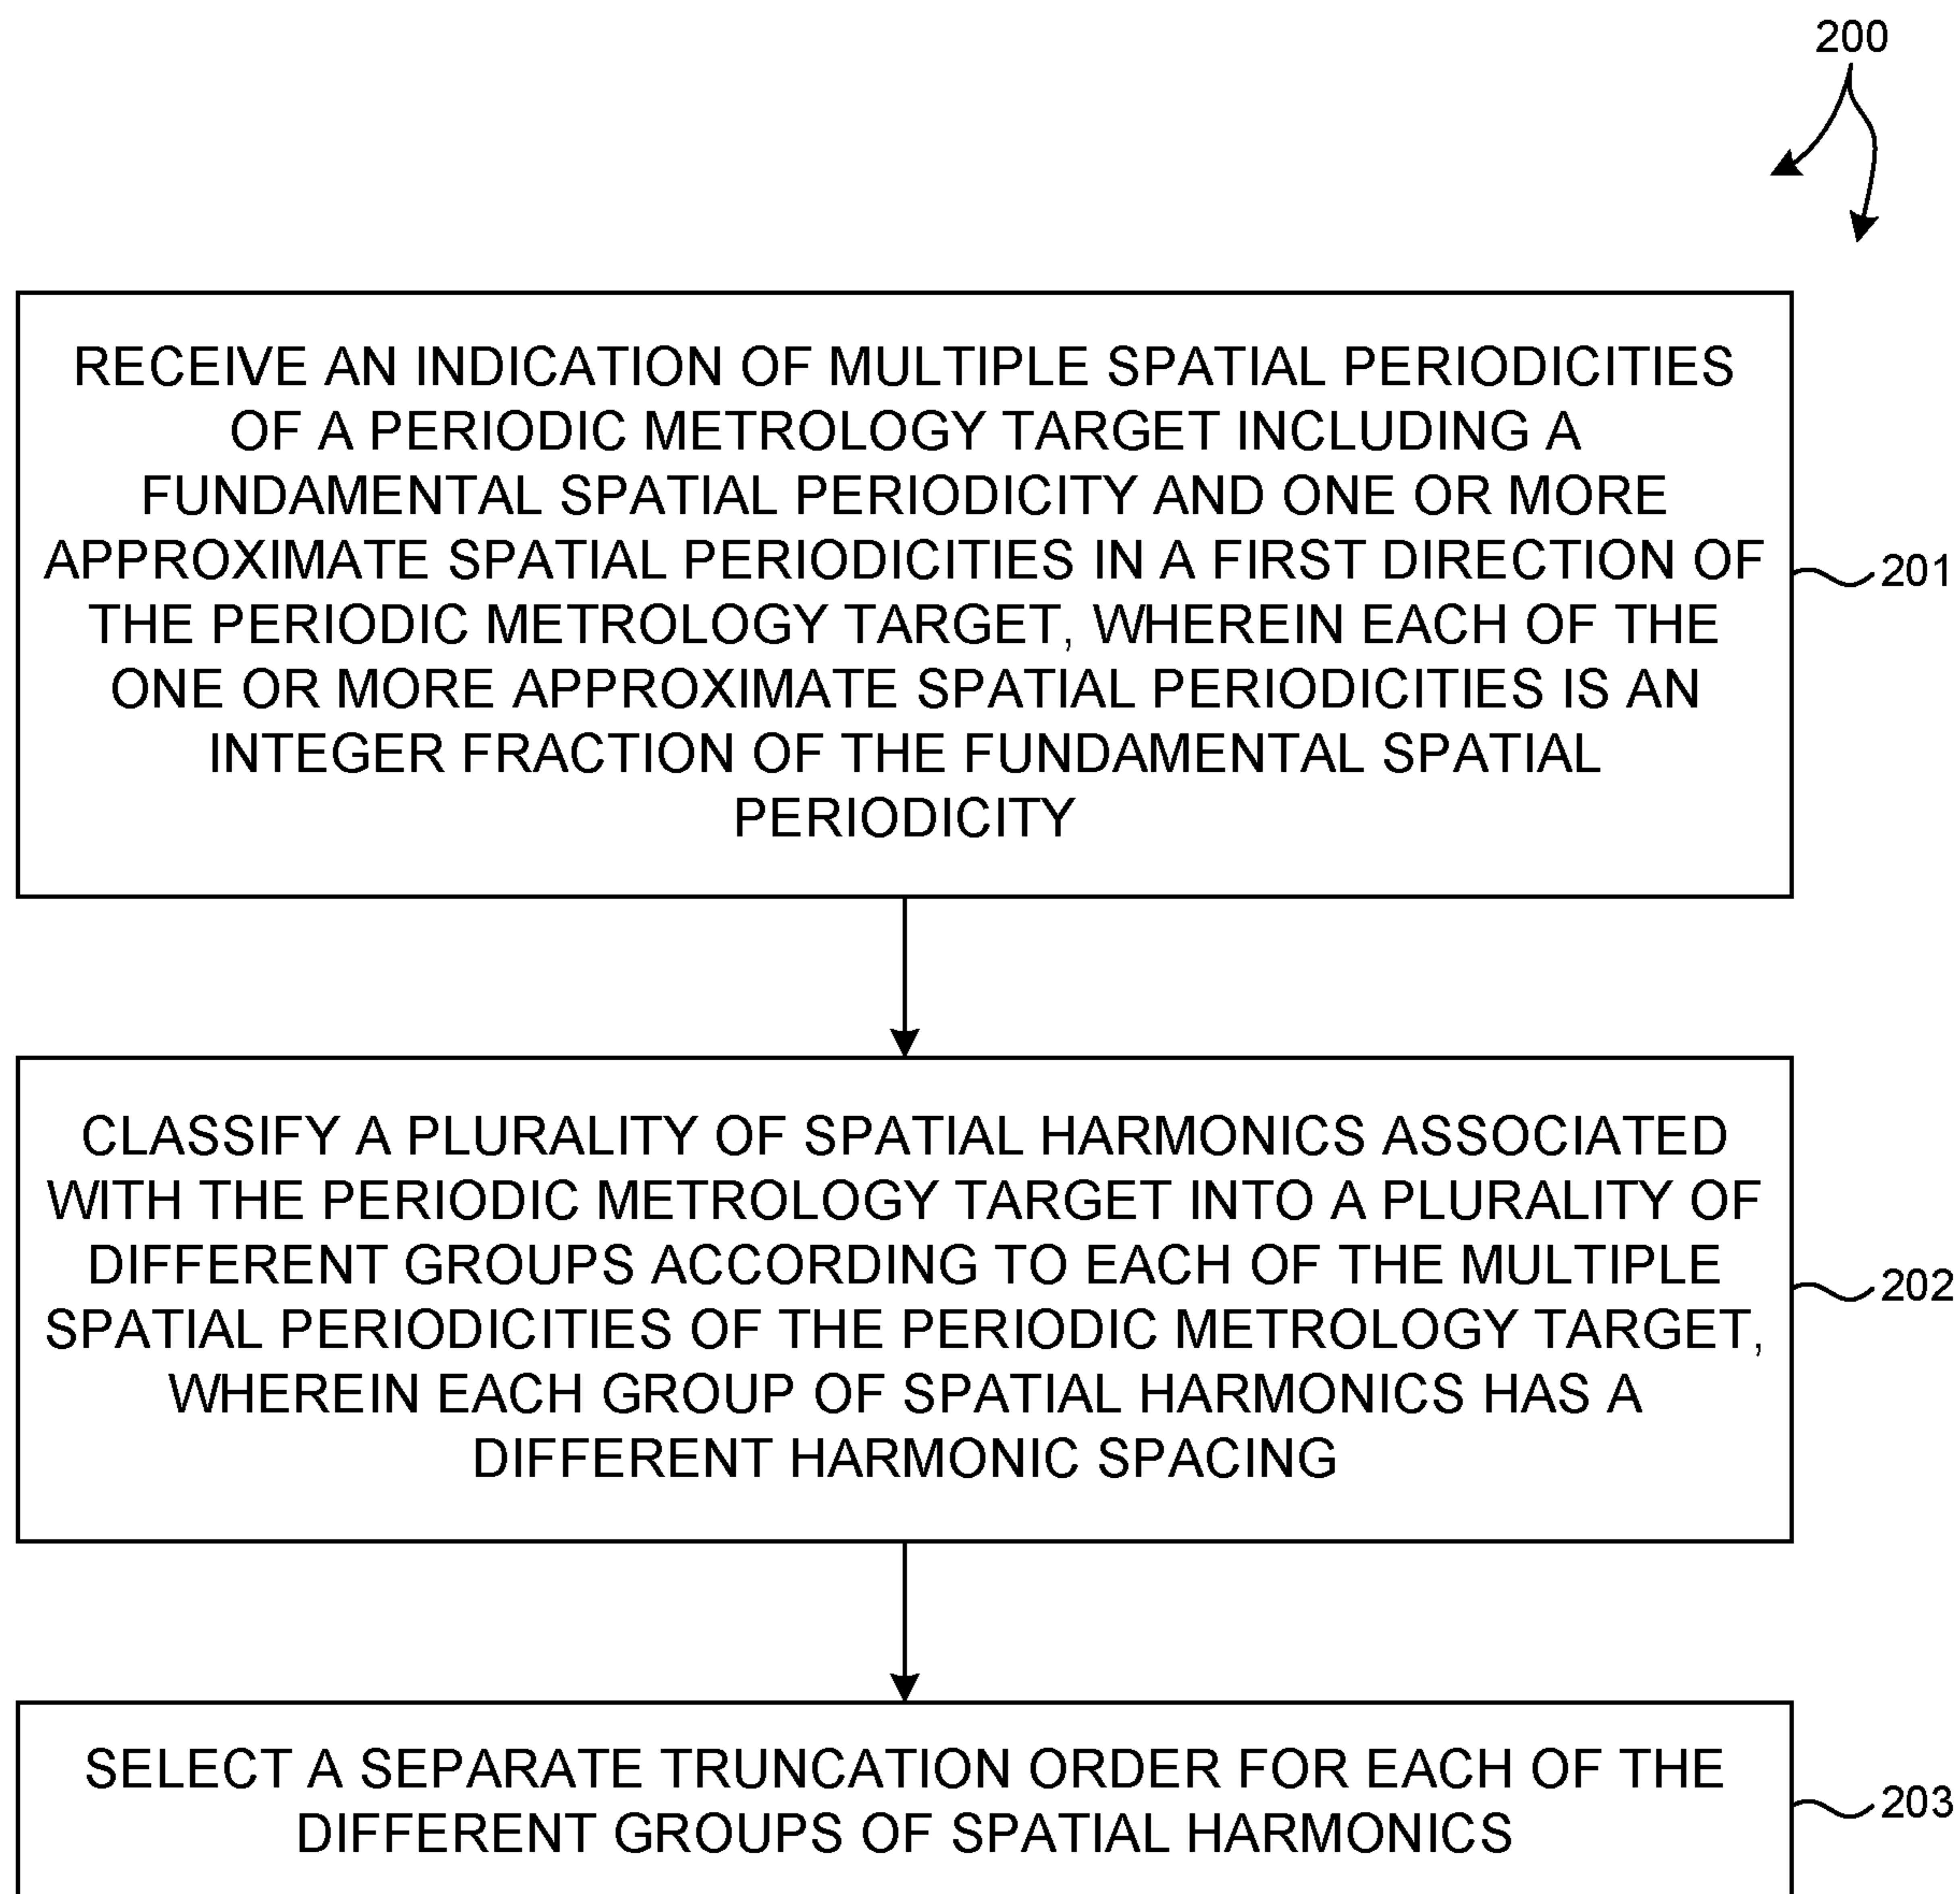 200
RECEIVE AN INDICATION OF MULTIPLE SPATIAL PERIODICITIES
OF A PERIODIC METROLOGY TARGET INCLUDING A
FUNDAMENTAL SPATIAL PERIODICITY AND ONE OR MORE
APPROXIMATE SPATIAL PERIODICITIES IN A FIRST DIRECTION OF
THE PERIODIC METROLOGY TARGET, WHEREIN EACH OF THE
ONE OR MORE APPROXIMATE SPATIAL PERIODICITIES IS AN
INTEGER FRACTION OF THE FUNDAMENTAL SPATIAL
PERIODICITY
201
CLASSIFY A PLURALITY OF SPATIAL HARMONICS ASSOCIATED
WITH THE PERIODIC METROLOGY TARGET INTO A PLURALITY OF
DIFFERENT GROUPS ACCORDING TO EACH OF THE MULTIPLE
SPATIAL PERIODICITIES OF THE PERIODIC METROLOGY TARGET,
WHEREIN EACH GROUP OF SPATIAL HARMONICS HAS A
DIFFERENT HARMONIC SPACING
202
SELECT A SEPARATE TRUNCATION ORDER FOR EACH OF THE
DIFFERENT GROUPS OF SPATIAL HARMONICS
203